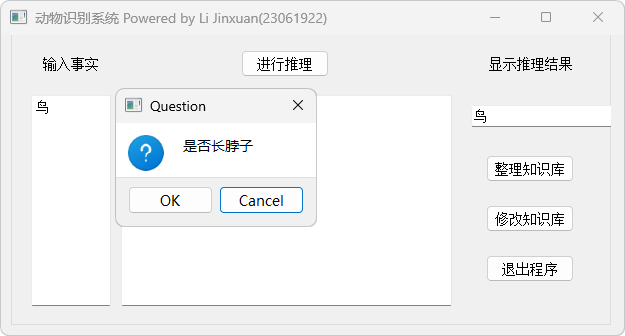 动物识别系统 Powered by Li Jinxuan(23061922)
输入事实
进行推理
显示推理结果
鸟
Question
是否长脖子
OK
Cancel
鸟
整理知识库
修改知识库
退出程序